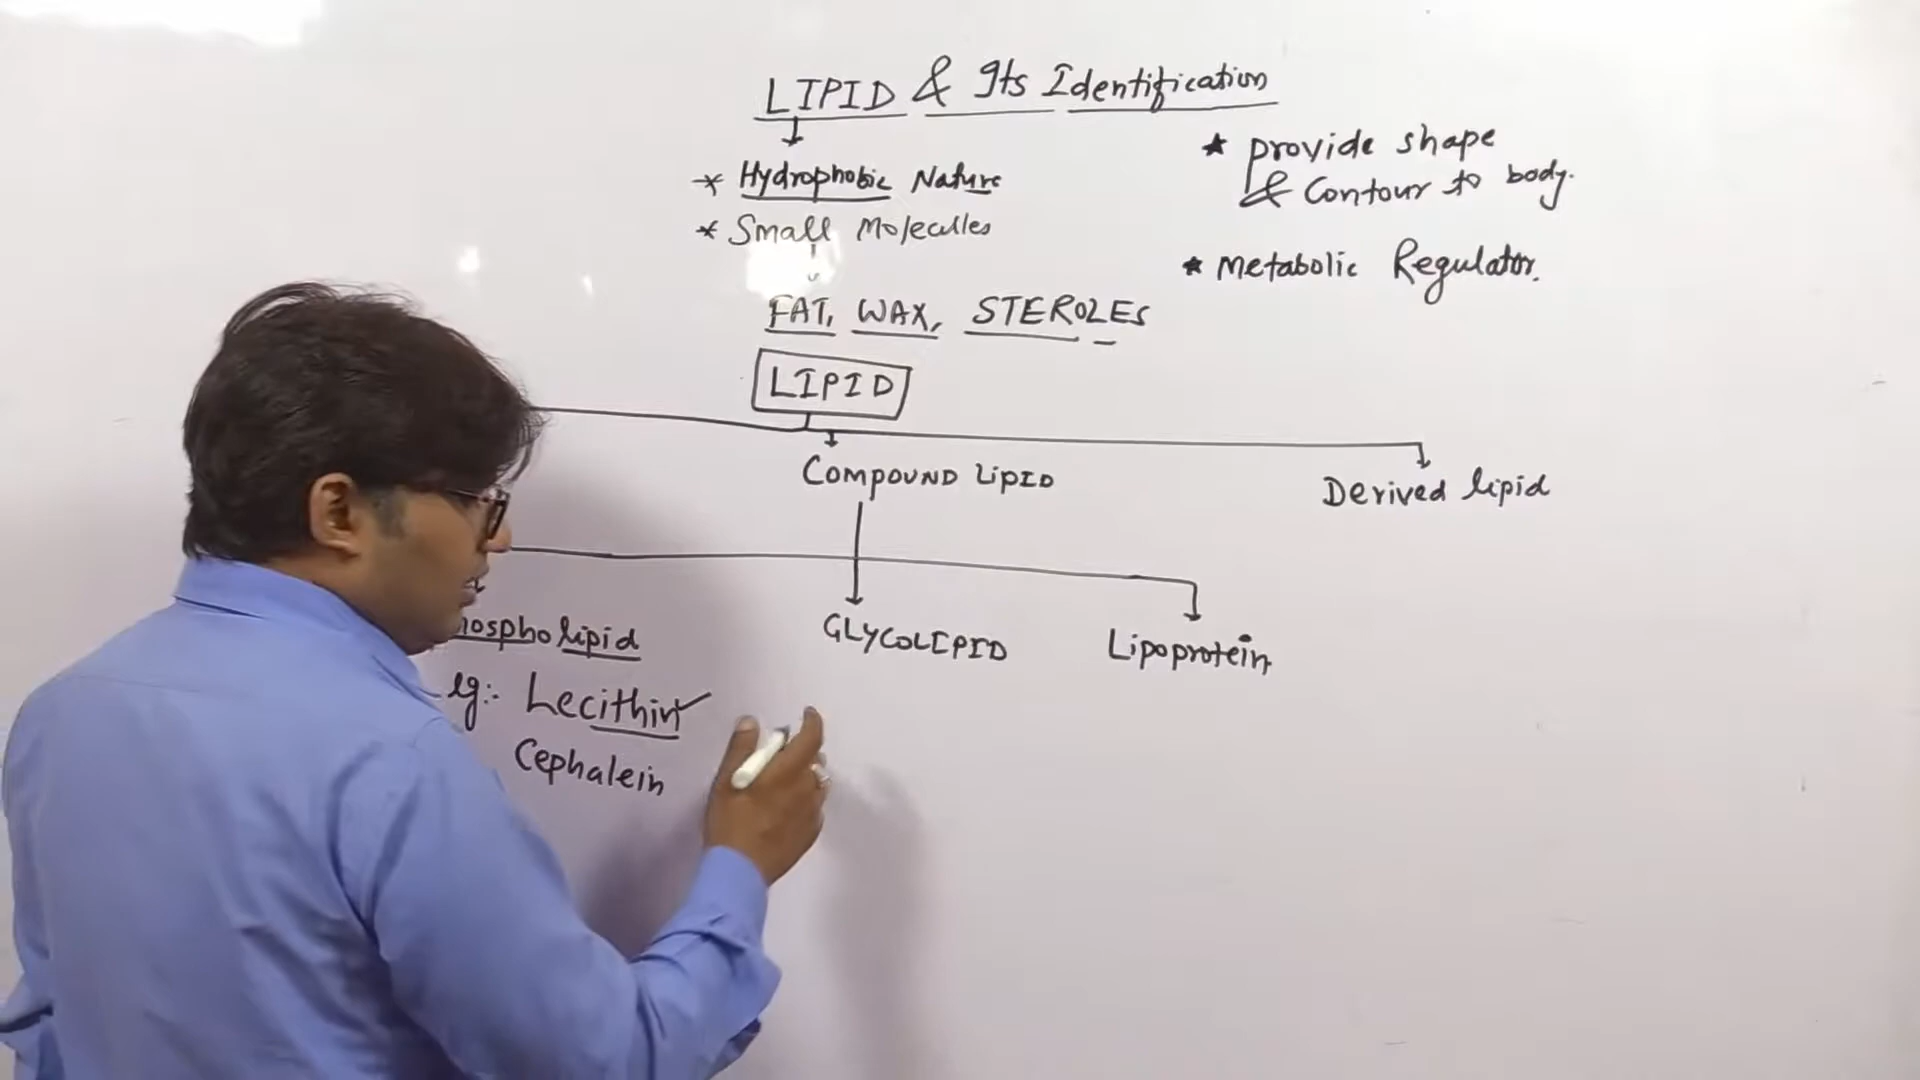 LIPID & Its Identification
* Hydrophobic Nature
* Small Molecules
FAT, WAX, STEROLES
★ provide shape
& Contour to body.
★ Metabolic Regulator.
LIPID
COMPOUND LIPID
Derived lipid
hospholipid
GLYCOLIPID
Lipoprotein
eg:- Lecithin
Cephalein